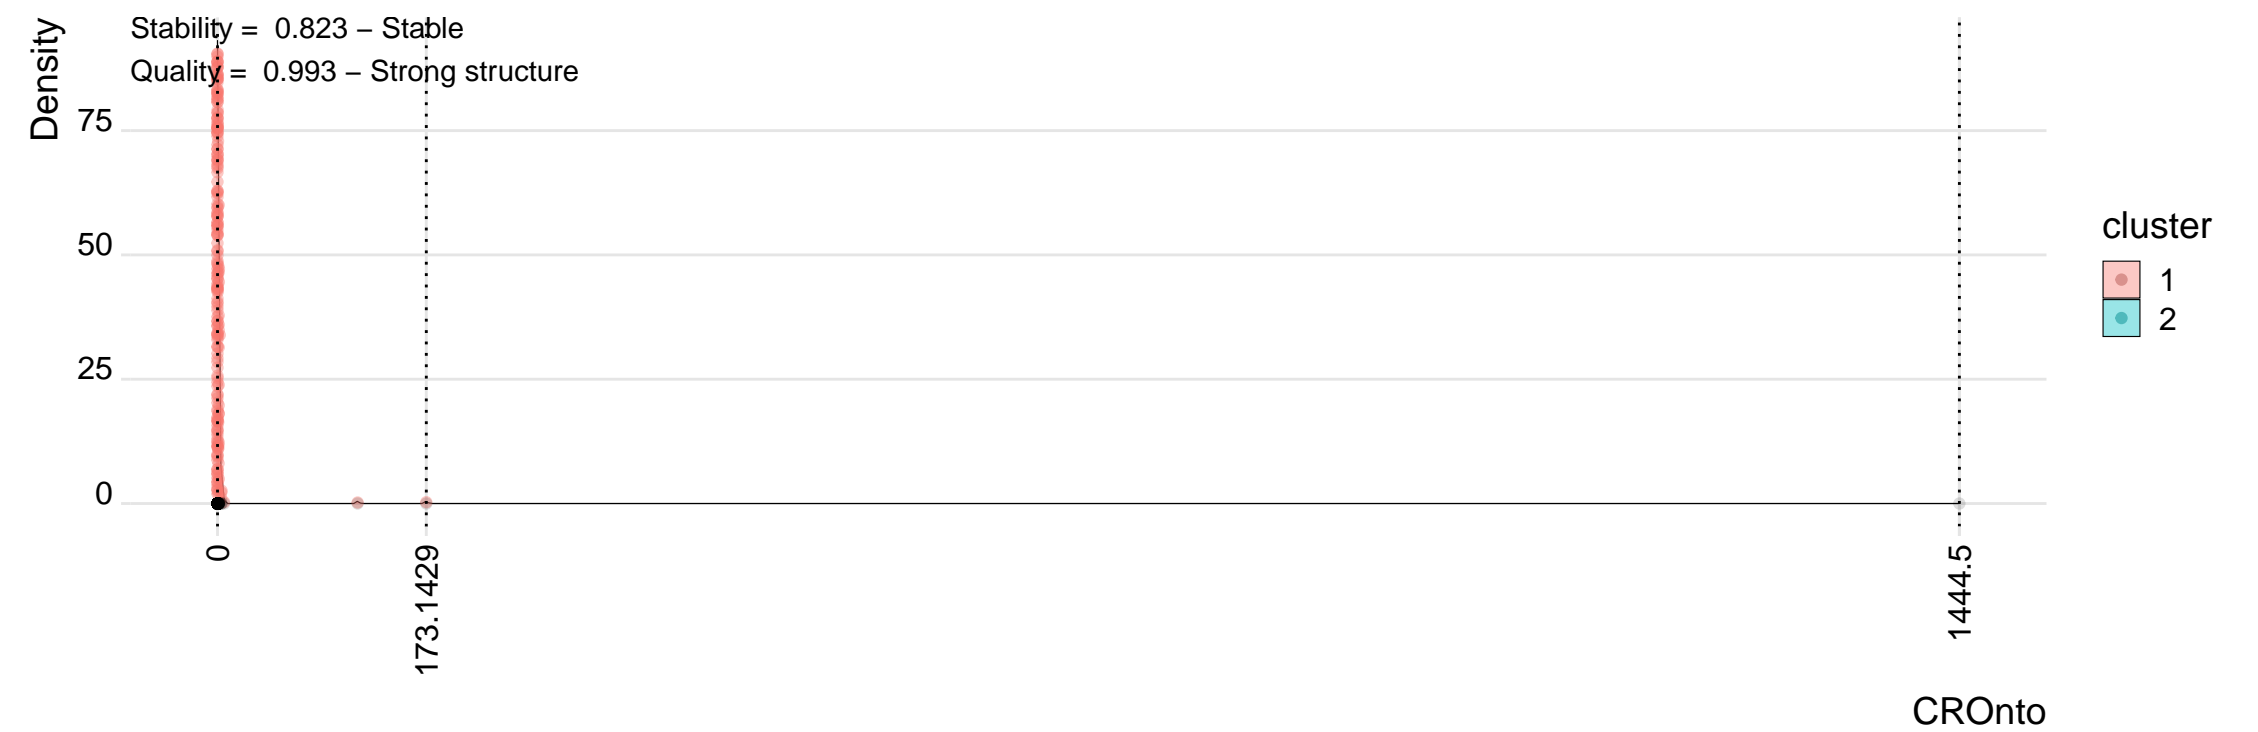 Stability =  0.823 – Stable
Quality =  0.993 – Strong structure
Density
75
50
25
0
0
173.1429
1444.5
CROnto
cluster
1
2